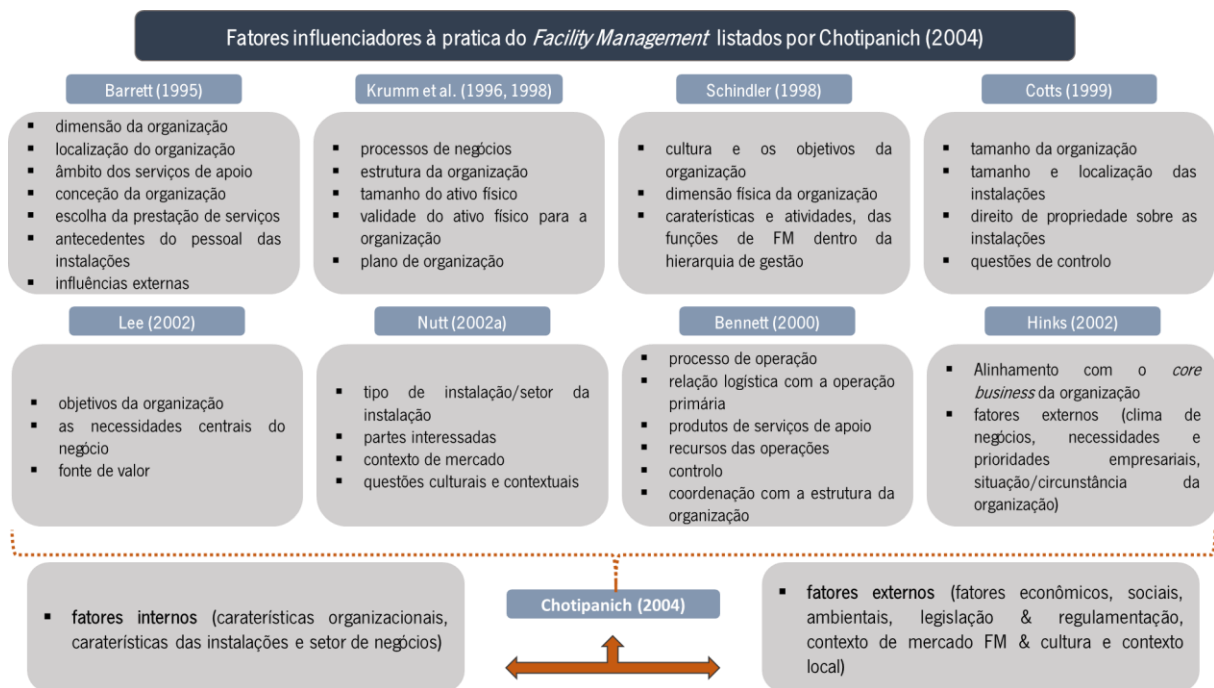 Fatores influenciadores à pratica do Facility Management listados por Chotipanich (2004)
Barrett (1995)
▪ dimensão da organização
▪ localização do organização
▪ âmbito dos serviços de apoio
▪ conceção da organização
▪ escolha da prestação de serviços
▪ antecedentes do pessoal das
instalações
▪ influências externas
Krumm et al. (1996, 1998)
▪ processos de negócios
▪ estrutura da organização
▪ tamanho do ativo físico
▪ validade do ativo físico para a
organização
▪ plano de organização
Schindler (1998)
▪ cultura e os objetivos da
organização
▪ dimensão física da organização
▪ caraterísticas e atividades, das
funções de FM dentro da
hierarquia de gestão
Cotts (1999)
▪ tamanho da organização
▪ tamanho e localização das
instalações
▪ direito de propriedade sobre as
instalações
▪ questões de controlo
Lee (2002)
▪ objetivos da organização
▪ as necessidades centrais do
negócio
▪ fonte de valor
Nutt (2002a)
▪ tipo de instalação/setor da
instalação
▪ partes interessadas
▪ contexto de mercado
▪ questões culturais e contextuais
Bennett (2000)
▪ processo de operação
▪ relação logística com a operação
primária
▪ produtos de serviços de apoio
▪ recursos das operações
▪ controlo
▪ coordenação com a estrutura da
organização
Hinks (2002)
▪ Alinhamento com o core
business da organização
▪ fatores externos (clima de
negócios, necessidades e
prioridades empresariais,
situação/circunstância da
organização)
▪ fatores internos (caraterísticas organizacionais,
caraterísticas das instalações e setor de negócios)
Chotipanich (2004)
▪ fatores externos (fatores econômicos, sociais,
ambientais, legislação & regulamentação,
contexto de mercado FM & cultura e contexto
local)